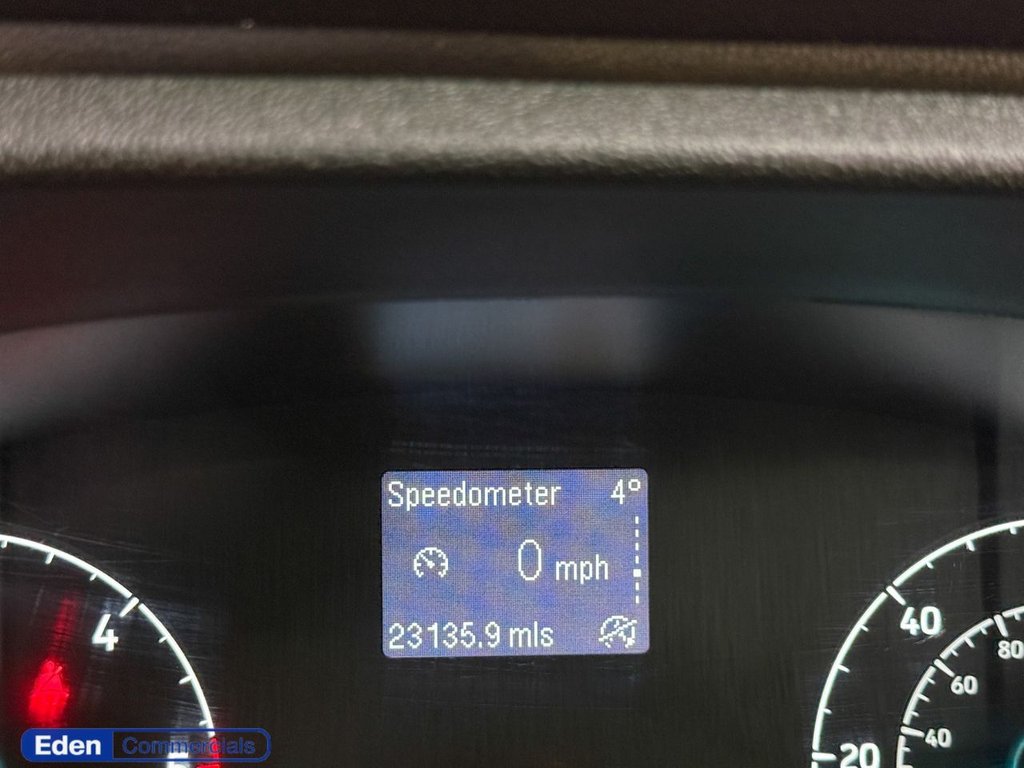 Speedometer 4°
0 mph
23135.9 mls
4
40
80
60
40
20
Eden Commercials